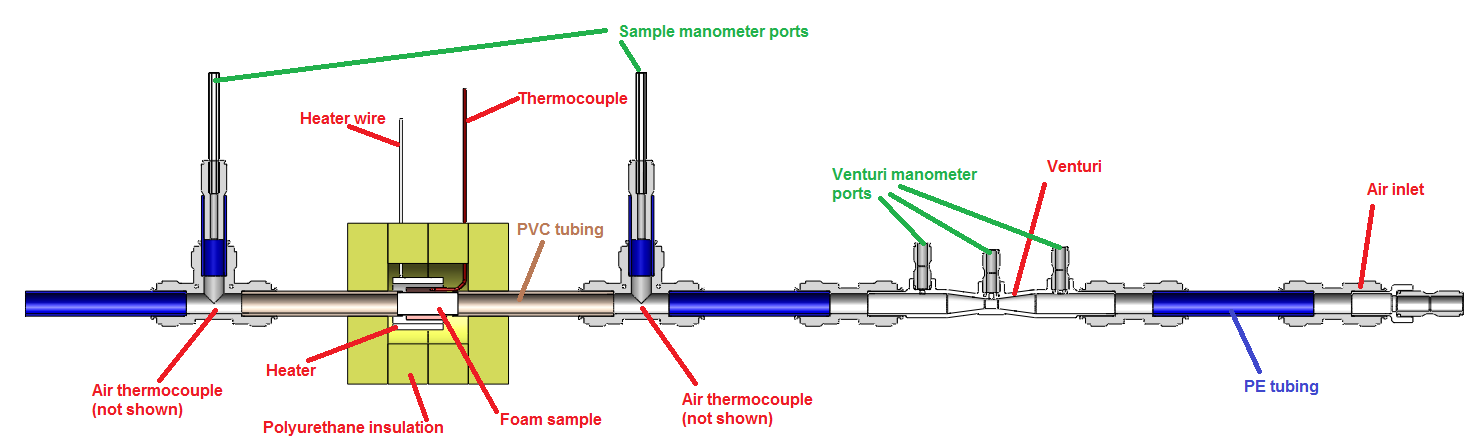 Sample manometer ports
Thermocouple
Heater wire
Venturi manometer
ports
Venturi
Air inlet
PVC tubing
Heater
Air thermocouple
(not shown)
Polyurethane insulation
Foam sample
Air thermocouple
(not shown)
PE tubing